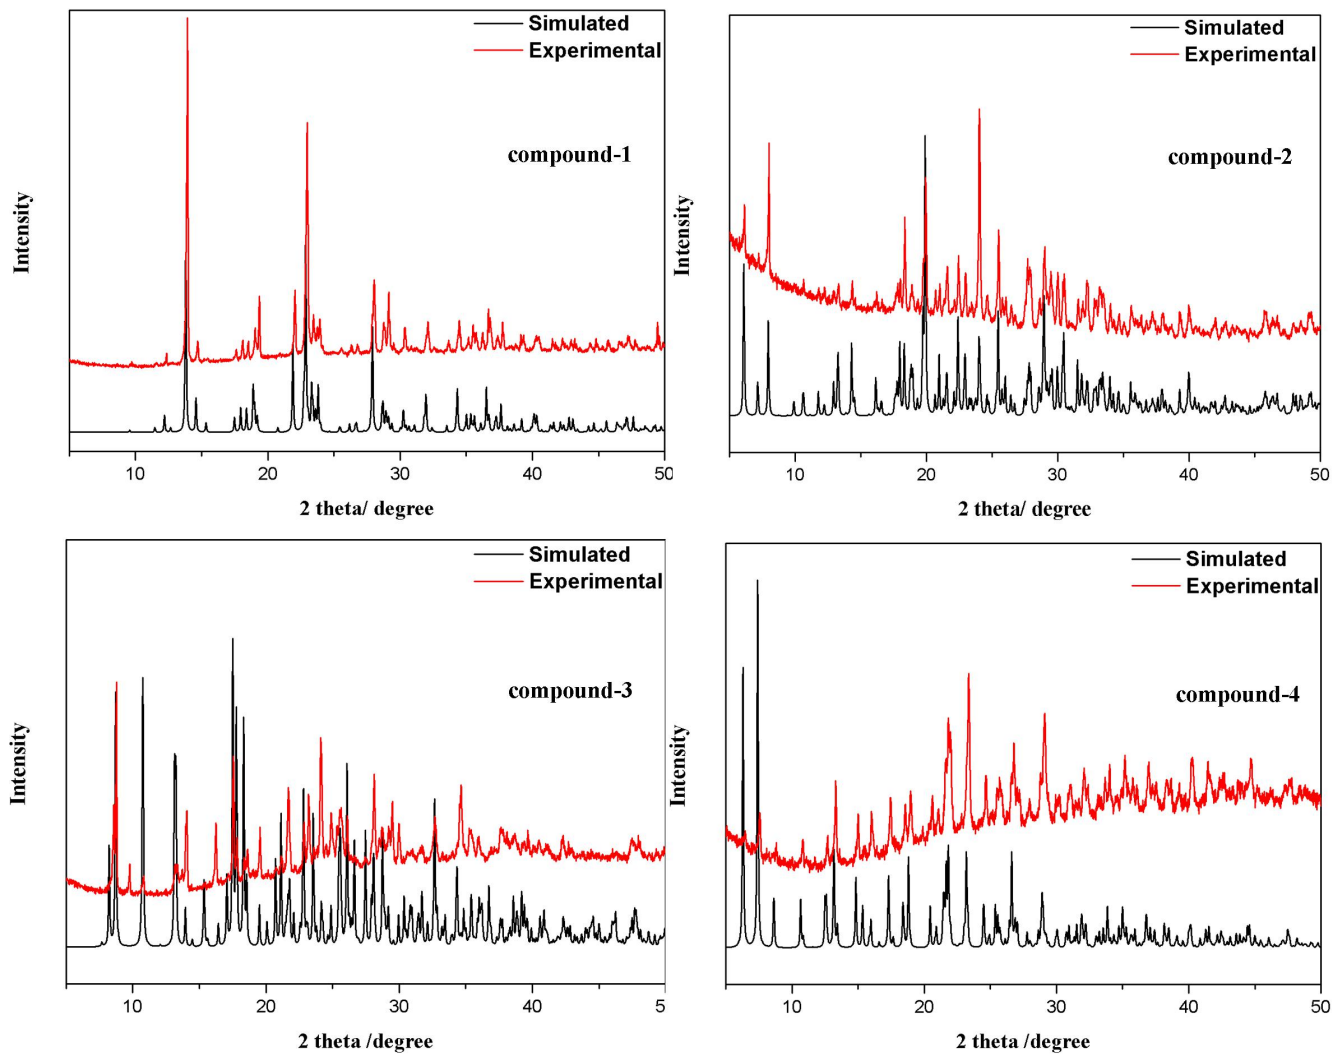 Simulated
Experimental
compound-1
Intensity
10 20 30 40 50
2 theta/ degree
Simulated
Experimental
compound-2
Intensity
10 20 30 40 50
2 theta/ degree
Simulated
Experimental
compound-3
Intensity
10 20 30 40 50
2 theta /degree
Simulated
Experimental
compound-4
Intensity
10 20 30 40 50
2 theta /degree